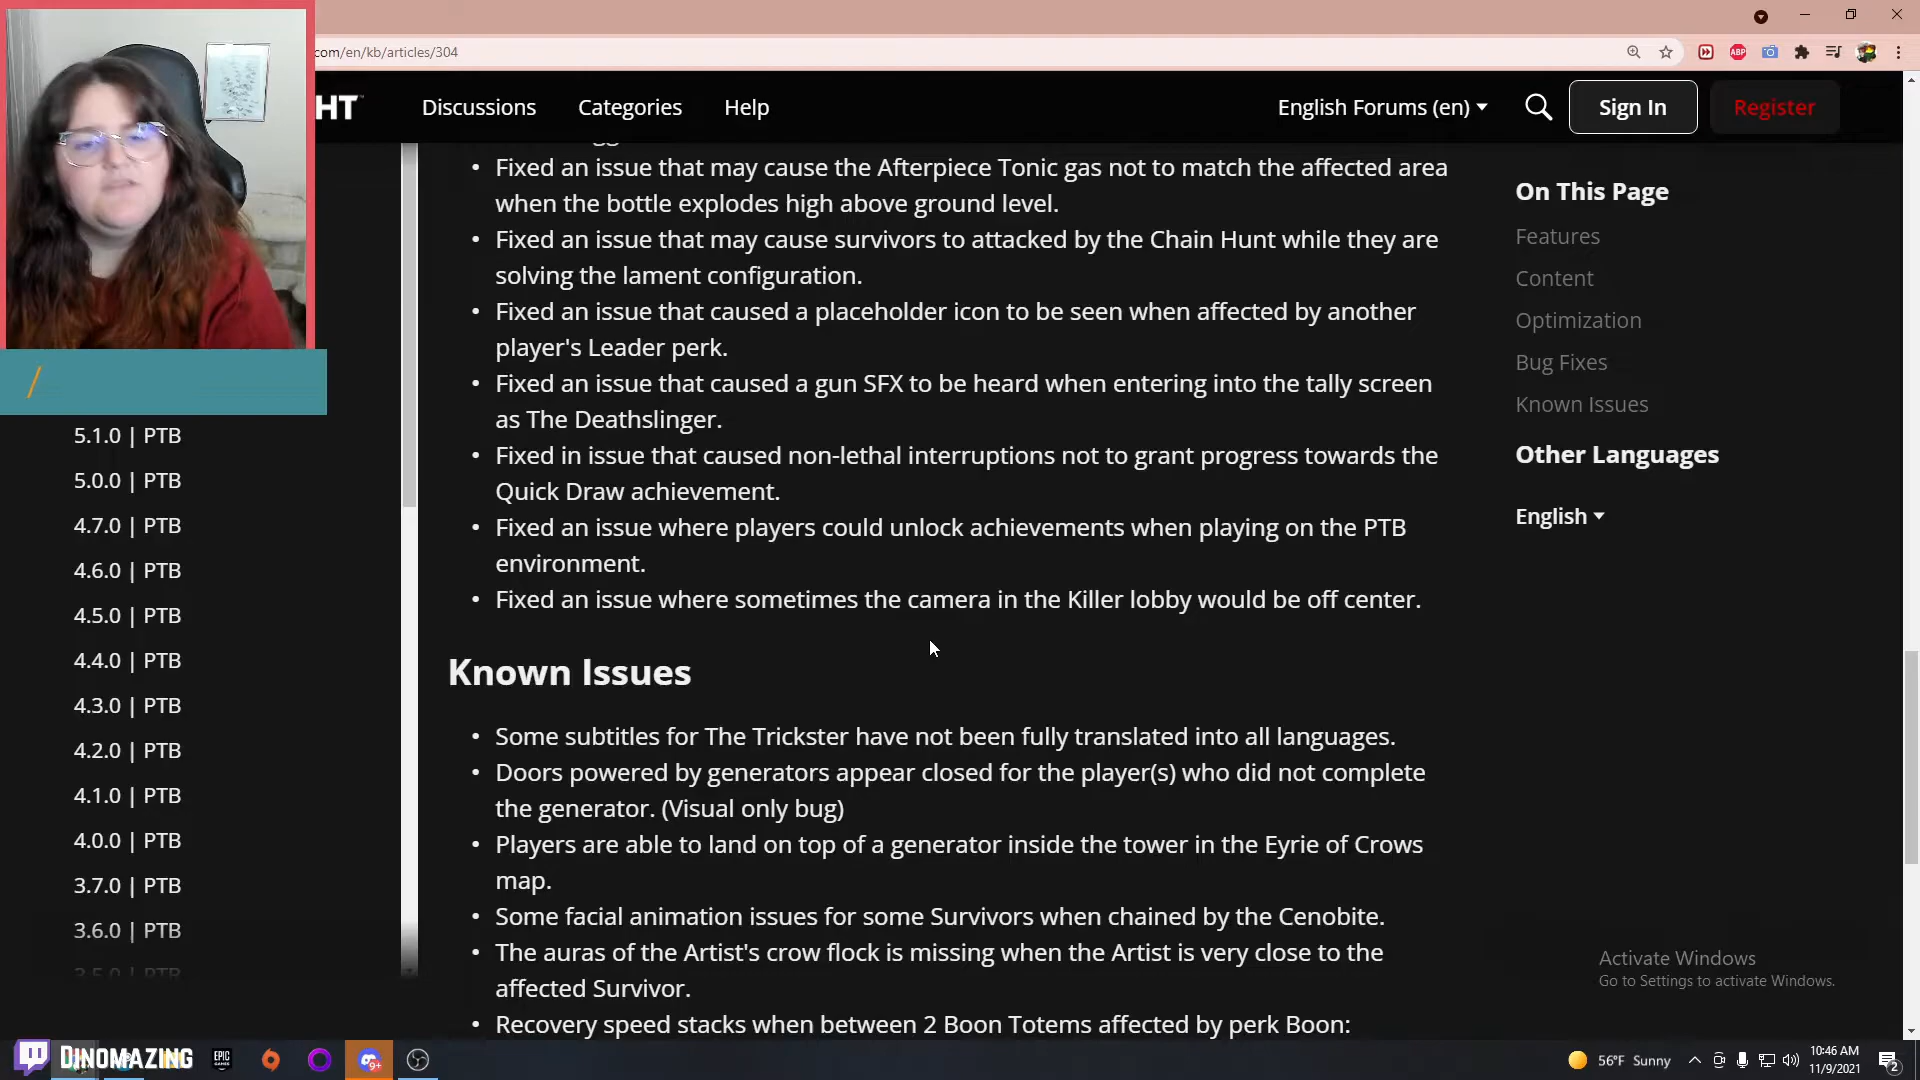 com/en/kb/articles/304
ABP
HT
Discussions
Categories
Help
English Forums (en)
Sign In
Register
Fixed an issue that may cause the Afterpiece Tonic gas not to match the affected area
when the bottle explodes high above ground level.
Fixed an issue that may cause survivors to attacked by the Chain Hunt while they are
solving the lament configuration.
Fixed an issue that caused a placeholder icon to be seen when affected by another
player's Leader perk.
Fixed an issue that caused a gun SFX to be heard when entering into the tally screen
as The Deathslinger.
Fixed in issue that caused non-lethal interruptions not to grant progress towards the
Quick Draw achievement.
Fixed an issue where players could unlock achievements when playing on the PTB
environment.
Fixed an issue where sometimes the camera in the Killer lobby would be off center.
Known Issues
Some subtitles for The Trickster have not been fully translated into all languages.
Doors powered by generators appear closed for the player(s) who did not complete
the generator. (Visual only bug)
Players are able to land on top of a generator inside the tower in the Eyrie of Crows
map.
Some facial animation issues for some Survivors when chained by the Cenobite.
The auras of the Artist's crow flock is missing when the Artist is very close to the
affected Survivor.
Recovery speed stacks when between 2 Boon Totems affected by perk Boon:
On This Page
Features
Content
Optimization
Bug Fixes
Known Issues
Other Languages
English
/
5.1.0 | PTB
5.0.0 | PTB
4.7.0 | PTB
4.6.0 | PTB
4.5.0 | PTB
4.4.0 | PTB
4.3.0 | PTB
4.2.0 | PTB
4.1.0 | PTB
4.0.0 | PTB
3.7.0 | PTB
3.6.0 | PTB
3.5.0 | PTB
Activate Windows
Go to Settings to activate Windows.
DINOMAZING
EPIC
9+
56°F Sunny
10:46 AM
11/9/2021
2